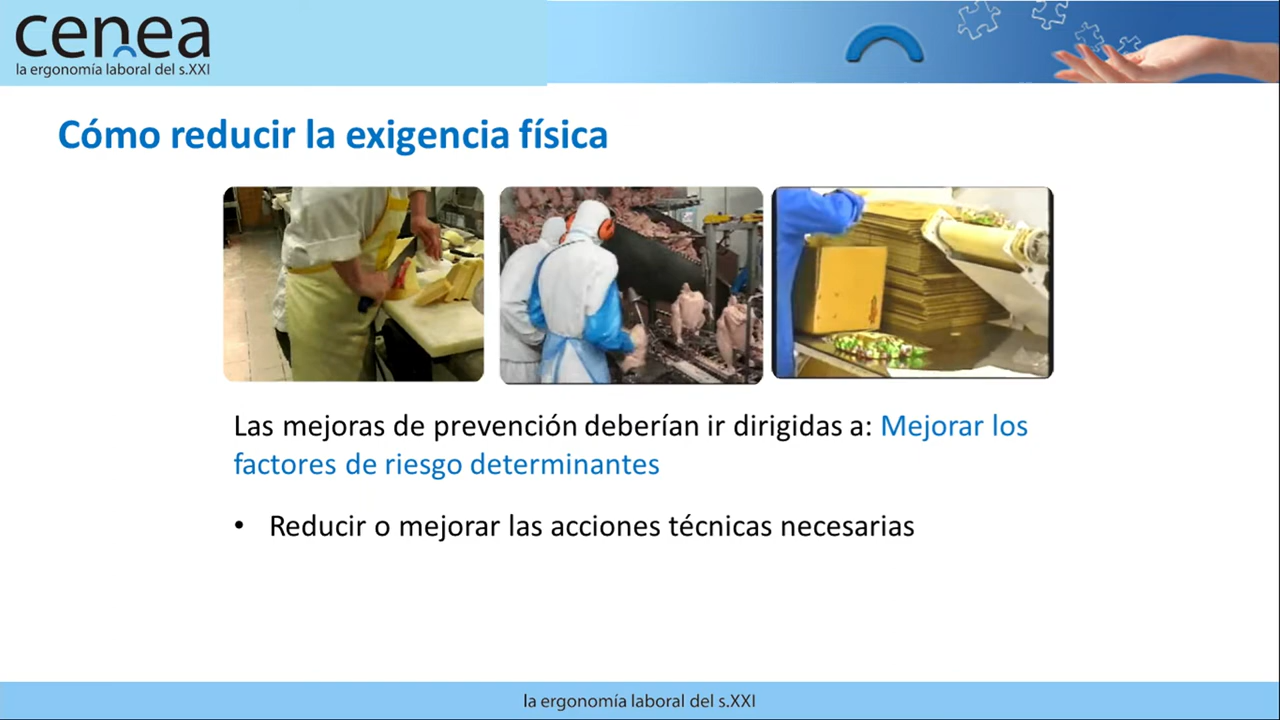 cenea
la ergonomía laboral del s.XXI
Cómo reducir la exigencia física
Las mejoras de prevención deberían ir dirigidas a: Mejorar los
factores de riesgo determinantes
• Reducir o mejorar las acciones técnicas necesarias
la ergonomía laboral del s.XXI